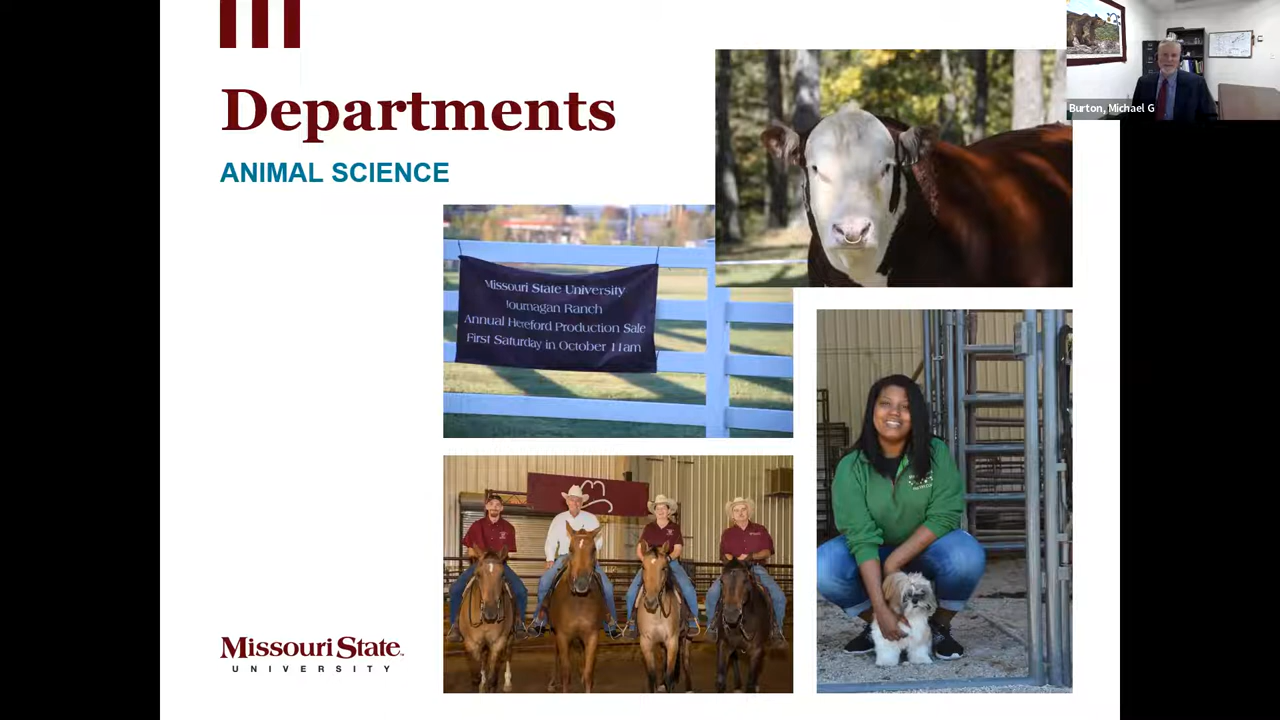 Departments
ANIMAL SCIENCE
Burton, Michael G
Missouri State University
Journagan Ranch
Annual Hereford Production Sale
First Saturday in October 11am
Missouri State
UNIVERSITY